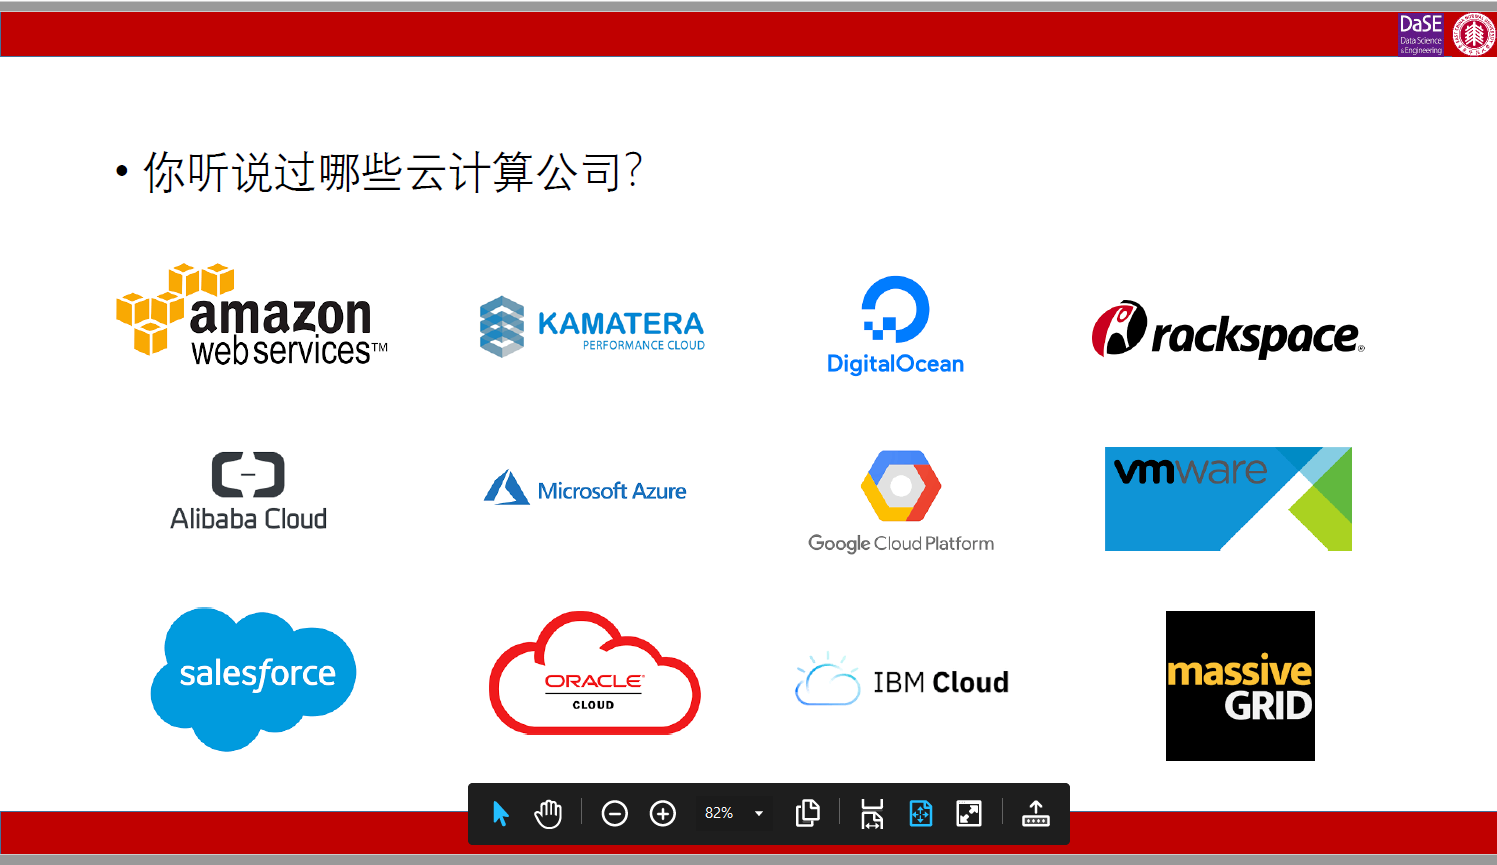 DaSE
Data Science
& Engineering
• 你听说过哪些云计算公司?
amazon
web services™
KAMATERA
PERFORMANCE CLOUD
DigitalOcean
rackspace®
Alibaba Cloud
Microsoft Azure
Google Cloud Platform
vmware
salesforce
ORACLE®
CLOUD
IBM Cloud
massive
GRID
82%